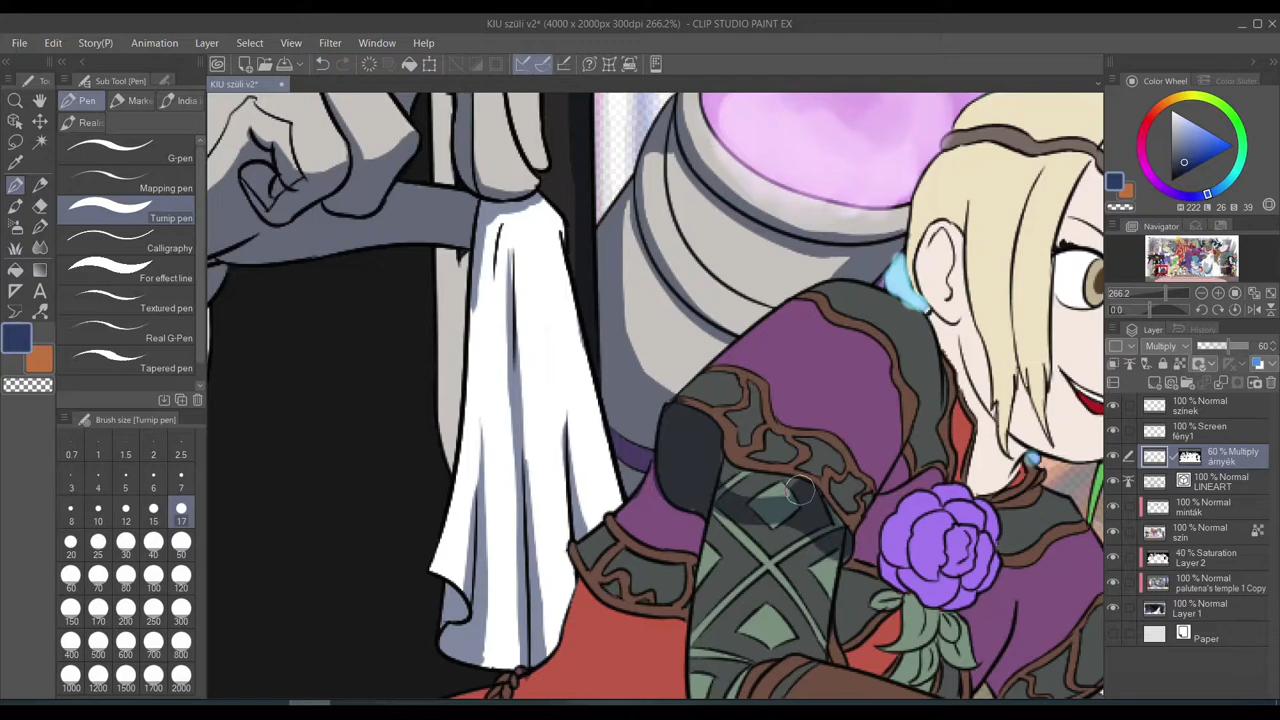 KIU szüli v2* (4000 x 2000px 300dpi 266.2%) - CLIP STUDIO PAINT EX
File Edit Story(P) Animation Layer Select View Filter Window Help
Sub Tool [Pen]
KIU szüli v2*
Color Wheel
Color Slider
Pen
Marke
India i
Realis
G-pen
Mapping pen
Turnip pen
Calligraphy
For effect line
Textured pen
Real G-Pen
Tapered pen
H 222 L 26 S 39
Navigator
266.2
0.0
Layer
History
Multiply
60
100 % Normal
színek
100 % Screen
fény1
60 % Multiply
árnyék
100 % Normal
LINEART
100 % Normal
minták
100 % Normal
szín
40 % Saturation
Layer 2
100 % Normal
palutena's temple 1 Copy
100 % Normal
Layer 1
Paper
Brush size [Turnip pen]
0.7 1 1.5 2 2.5
3 4 5 6 7
8 10 12 15 17
20 25 30 40 50
60 70 80 100 120
150 170 200 250 300
400 500 600 700 800
1000 1200 1500 1700 2000